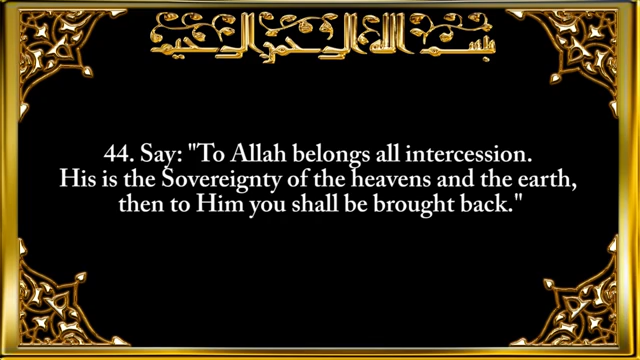 بسم الله الرحمن الرحيم
44. Say: "To Allah belongs all intercession.
His is the Sovereignty of the heavens and the earth,
then to Him you shall be brought back."